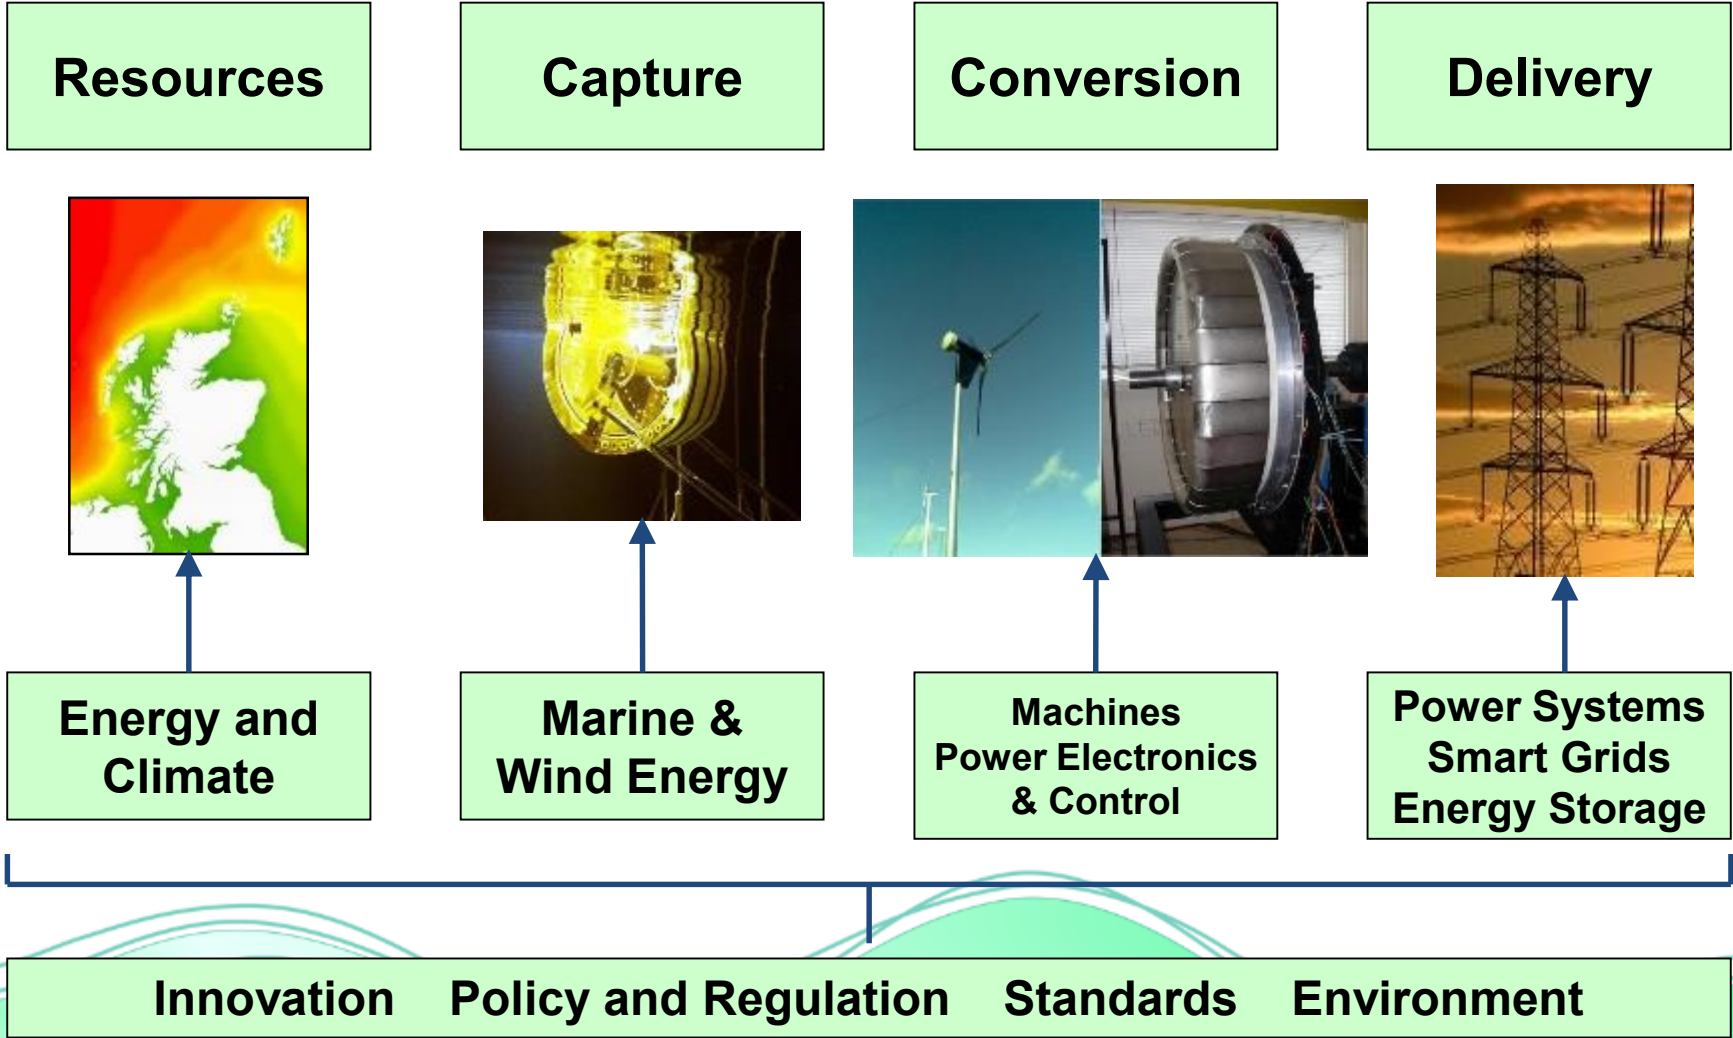 Resources
Capture
Conversion
Delivery
Energy and
Climate
Marine &
Wind Energy
Machines
Power Electronics
& Control
Power Systems
Smart Grids
Energy Storage
Innovation Policy and Regulation Standards Environment